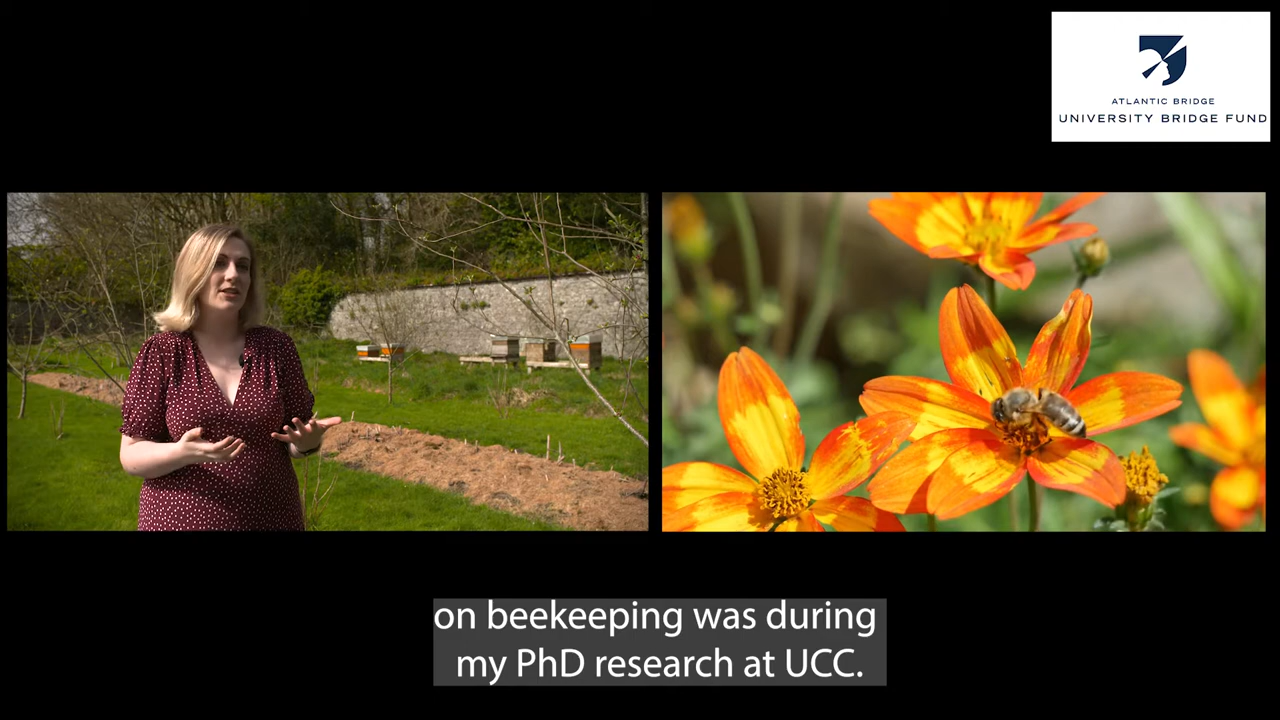 ATLANTIC BRIDGE
UNIVERSITY BRIDGE FUND
on beekeeping was during
my PhD research at UCC.